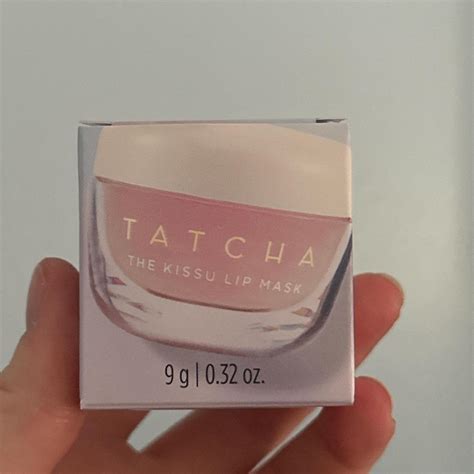 TATCHA
THE KISSU LIP MASK
9 g | 0.32 oz.